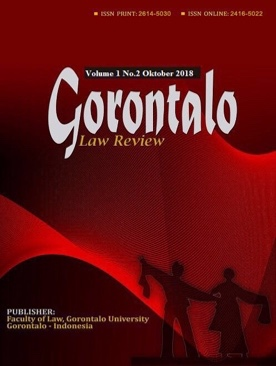 ISSN PRINT: 2614-5030 ISSN ONLINE: 2416-5022
Volume 1 No.2 Oktober 2018
Gorontalo
Law Review
PUBLISHER:
Faculty of Law, Gorontalo University
Gorontalo - Indonesia